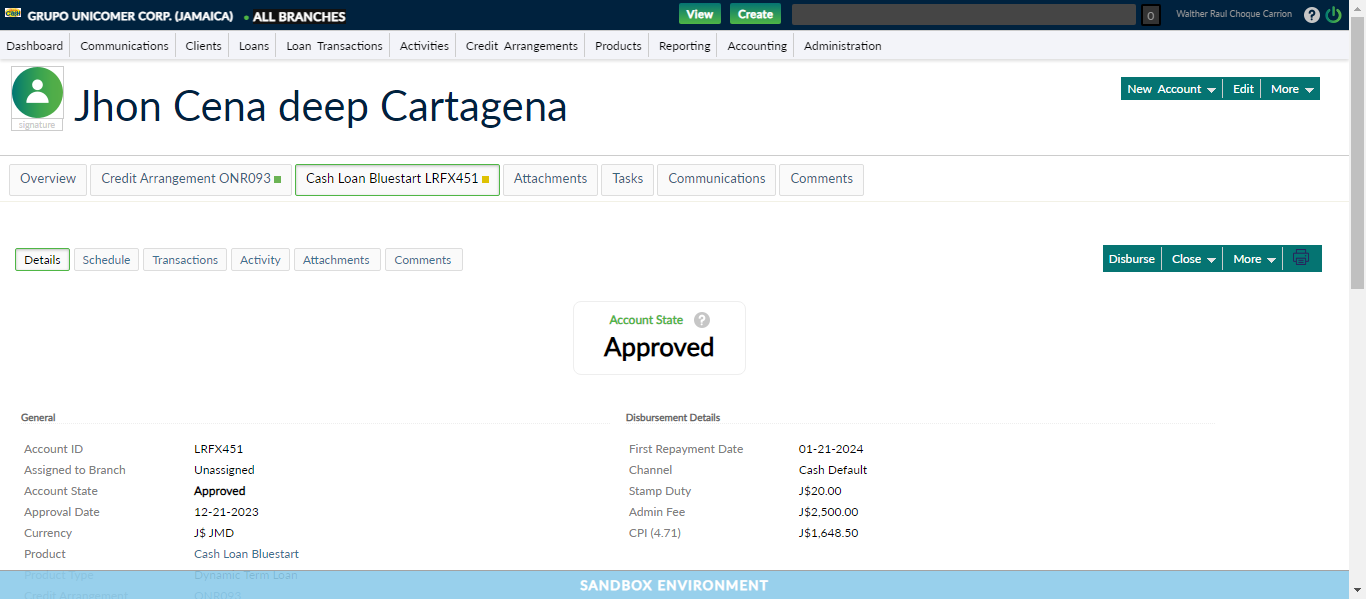 CASH GRUPO UNICOMER CORP. (JAMAICA) • ALL BRANCHES View Create 0 Walther Raul Choque Carrion ?
Dashboard Communications Clients Loans Loan Transactions Activities Credit Arrangements Products Reporting Accounting Administration
Jhon Cena deep Cartagena
signature
New Account Edit More
Overview Credit Arrangement ONR093 Cash Loan Bluestart LRFX451 Attachments Tasks Communications Comments
Details Schedule Transactions Activity Attachments Comments Disburse Close More
Account State ?
Approved
General Disbursement Details
Account ID LRFX451 First Repayment Date 01-21-2024
Assigned to Branch Unassigned Channel Cash Default
Account State Approved Stamp Duty J$20.00
Approval Date 12-21-2023 Admin Fee J$2,500.00
Currency J$ JMD CPI (4.71) J$1,648.50
Product Cash Loan Bluestart
Product Type Dynamic Term Loan
SANDBOX ENVIRONMENT
Credit Arrangement ONR093